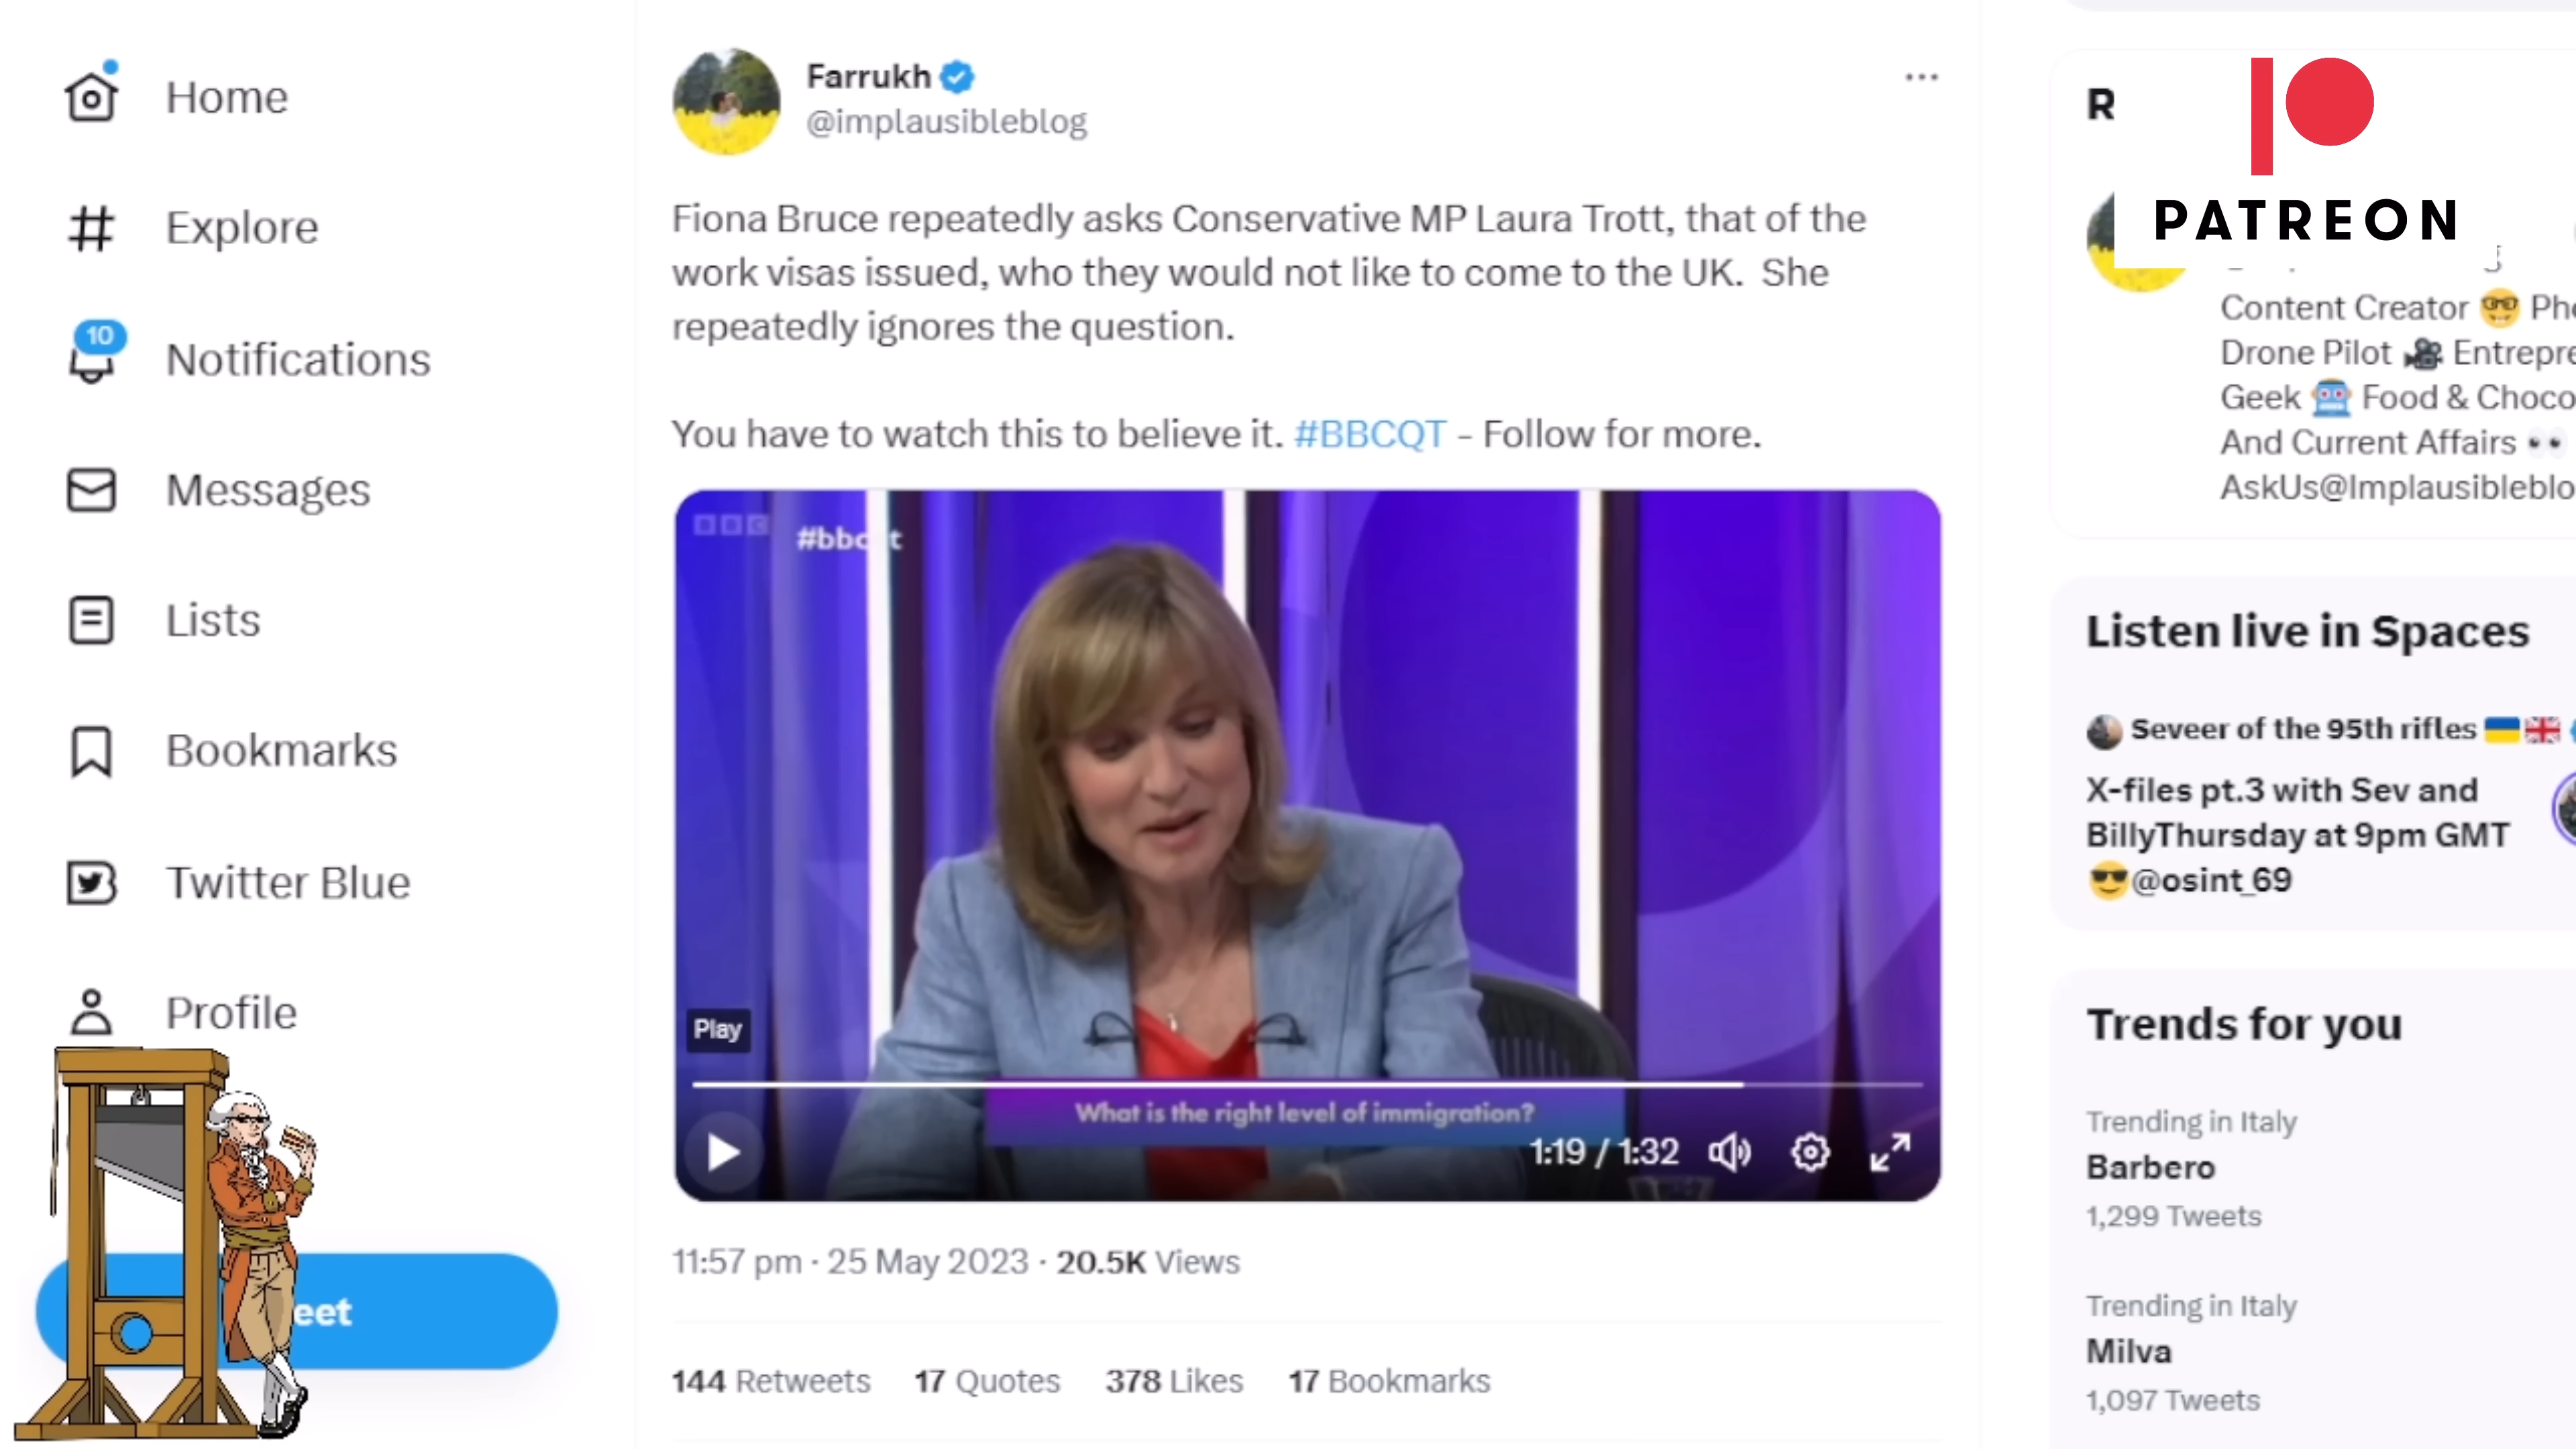 Home
Explore
10
Notifications
Messages
Lists
Bookmarks
Twitter Blue
Profile
eet
Farrukh
@implausibleblog
Fiona Bruce repeatedly asks Conservative MP Laura Trott, that of the
work visas issued, who they would not like to come to the UK. She
repeatedly ignores the question.
You have to watch this to believe it. #BBCQT - Follow for more.
BBC
Play
What is the right level of immigration?
1:19 / 1:32
11:57 pm · 25 May 2023 · 20.5K Views
144 Retweets 17 Quotes 378 Likes 17 Bookmarks
R
PATREON
Content Creator
Drone Pilot
Geek Food &
And Current Affairs
Listen live in Spaces
Seveer of the 95th rifles
X-files pt.3 with Sev and
BillyThursday at 9pm GMT
@osint_69
Trends for you
Trending in Italy
Barbero
1,299 Tweets
Trending in Italy
Milva
1,097 Tweets